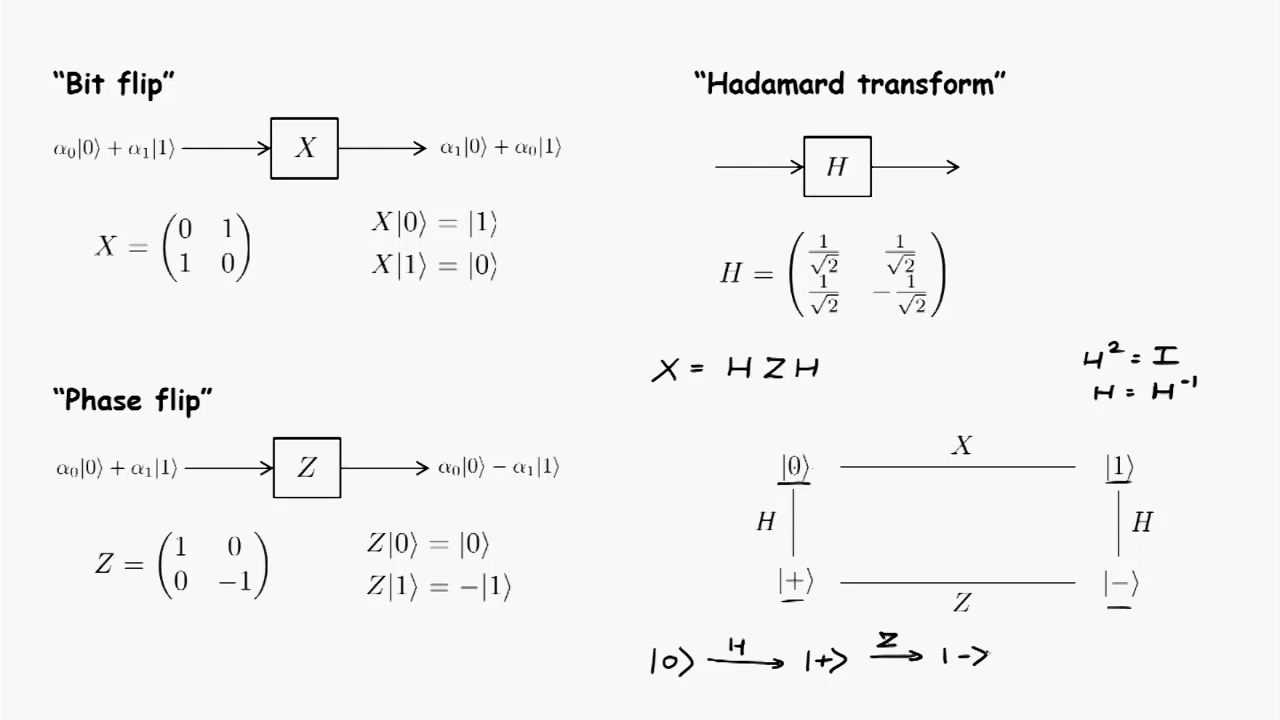 “Bit flip”
α₀|0⟩ + α₁|1⟩ X α₁|0⟩ + α₀|1⟩
X = (0 1
1 0)
X|0⟩ = |1⟩
X|1⟩ = |0⟩
“Phase flip”
α₀|0⟩ + α₁|1⟩ Z α₀|0⟩ − α₁|1⟩
Z = (1 0
0 −1)
Z|0⟩ = |0⟩
Z|1⟩ = −|1⟩
“Hadamard transform”
H
H = (1/√2 1/√2
1/√2 −1/√2)
X = H Z H
H² = I
H = H⁻¹
X
|0⟩ |1⟩
H H
|+⟩ |−⟩
Z
|0⟩ H→ |+⟩ Z→ |−⟩